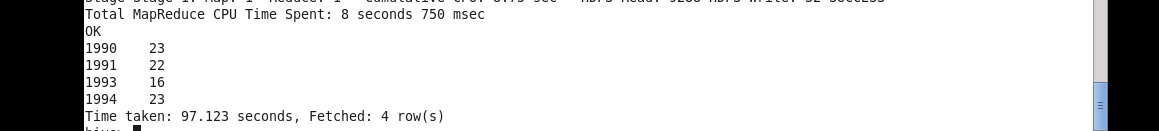 Total MapReduce CPU Time Spent: 8 seconds 750 msec
OK
1990    23
1991    22
1993    16
1994    23
Time taken: 97.123 seconds, Fetched: 4 row(s)